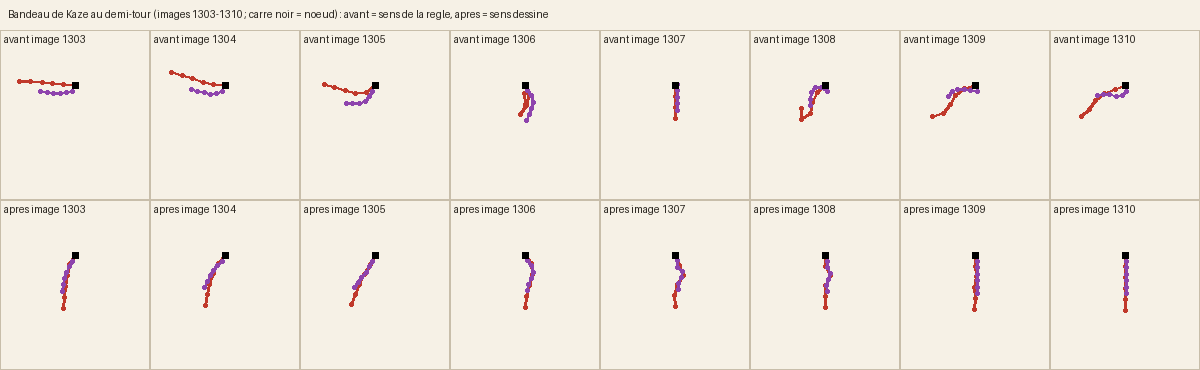 Bandeau de Kaze au demi-tour (images 1303-1310 ; carre noir = noeud) : avant = sens de la regle, apres = sens dessine
avant image 1303
avant image 1304
avant image 1305
avant image 1306
avant image 1307
avant image 1308
avant image 1309
avant image 1310
apres image 1303
apres image 1304
apres image 1305
apres image 1306
apres image 1307
apres image 1308
apres image 1309
apres image 1310